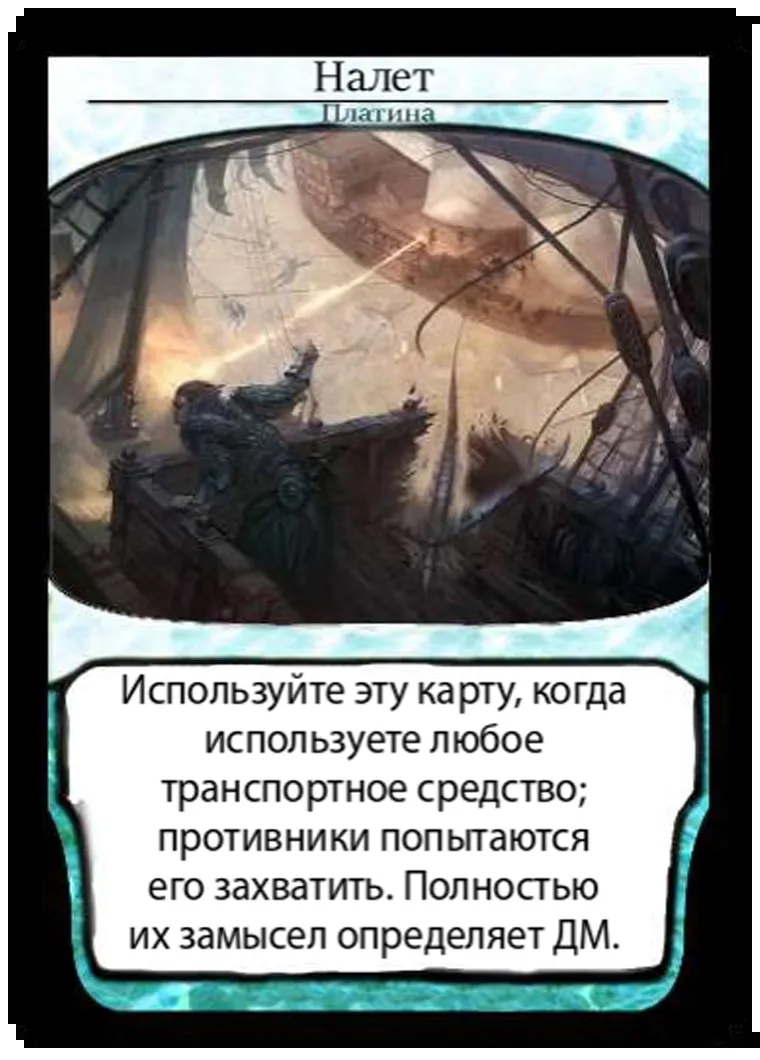 Налет
Платина
Используйте эту карту, когда
используете любое
транспортное средство;
противники попытаются
его захватить. Полностью
их замысел определяет ДМ.